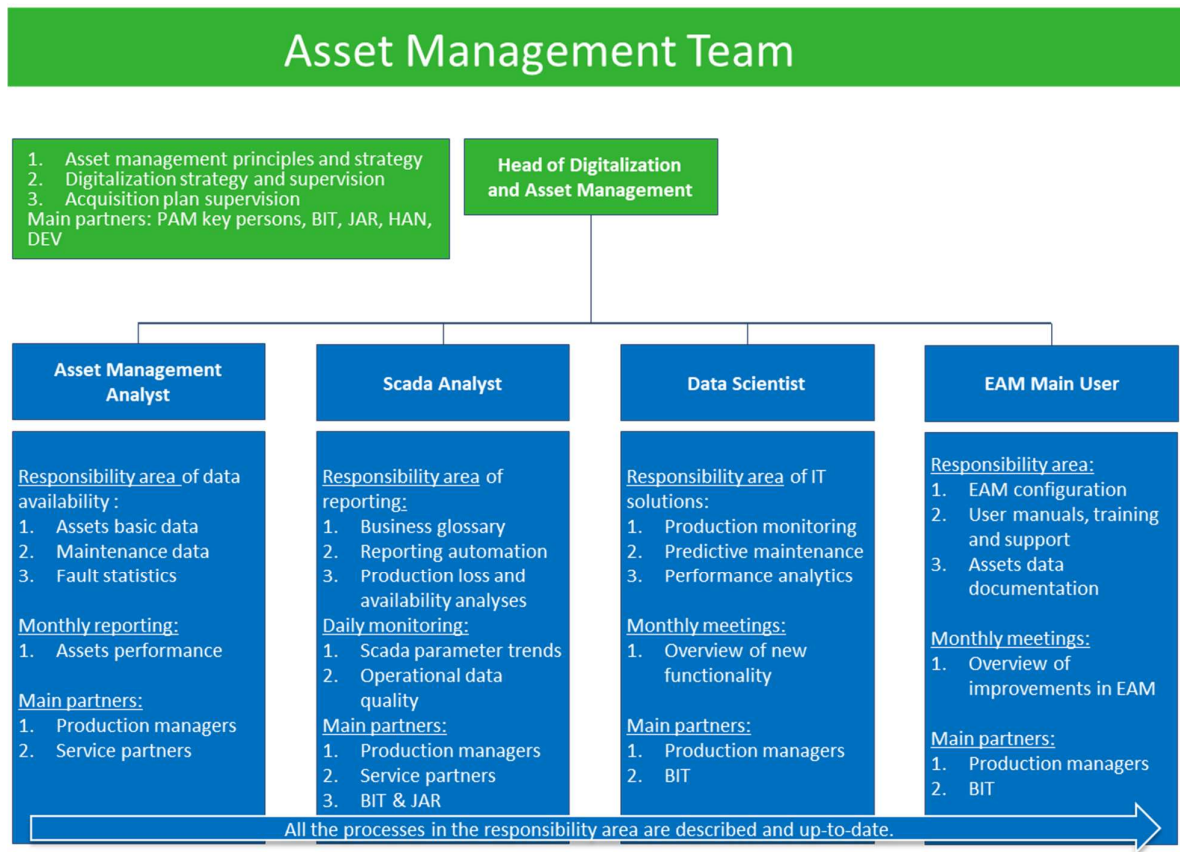 Asset Management Team
1. Asset management principles and strategy
2. Digitalization strategy and supervision
3. Acquisition plan supervision
Main partners: PAM key persons, BIT, JAR, HAN,
DEV
Head of Digitalization
and Asset Management
Asset Management
Analyst
Responsibility area of data
availability :
1. Assets basic data
2. Maintenance data
3. Fault statistics
Monthly reporting:
1. Assets performance
Main partners:
1. Production managers
2. Service partners
Scada Analyst
Responsibility area of
reporting:
1. Business glossary
2. Reporting automation
3. Production loss and
availability analyses
Daily monitoring:
1. Scada parameter trends
2. Operational data
quality
Main partners:
1. Production managers
2. Service partners
3. BIT & JAR
Data Scientist
Responsibility area of IT
solutions:
1. Production monitoring
2. Predictive maintenance
3. Performance analytics
Monthly meetings:
1. Overview of new
functionality
Main partners:
1. Production managers
2. BIT
EAM Main User
Responsibility area:
1. EAM configuration
2. User manuals, training
and support
3. Assets data
documentation
Monthly meetings:
1. Overview of
improvements in EAM
Main partners:
1. Production managers
2. BIT
All the processes in the responsibility area are described and up-to-date.